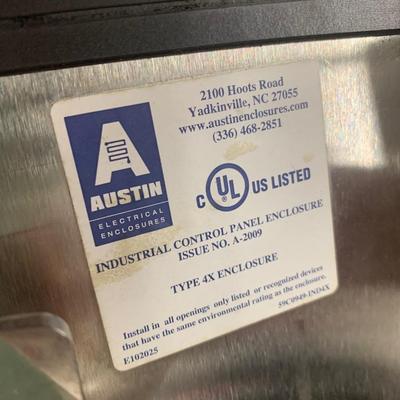 2100 Hoots Road
Yadkinville, NC 27055
www.austinenclosures.com
(336) 468-2851
A
AUSTIN
ELECTRICAL
ENCLOSURES
C UL US LISTED
INDUSTRIAL CONTROL PANEL ENCLOSURE
ISSUE NO. A-2009
TYPE 4X ENCLOSURE
Install in all openings only listed or recognized devices
that have the same environmental rating as the enclosure.
E102025 59C0949-IND4X